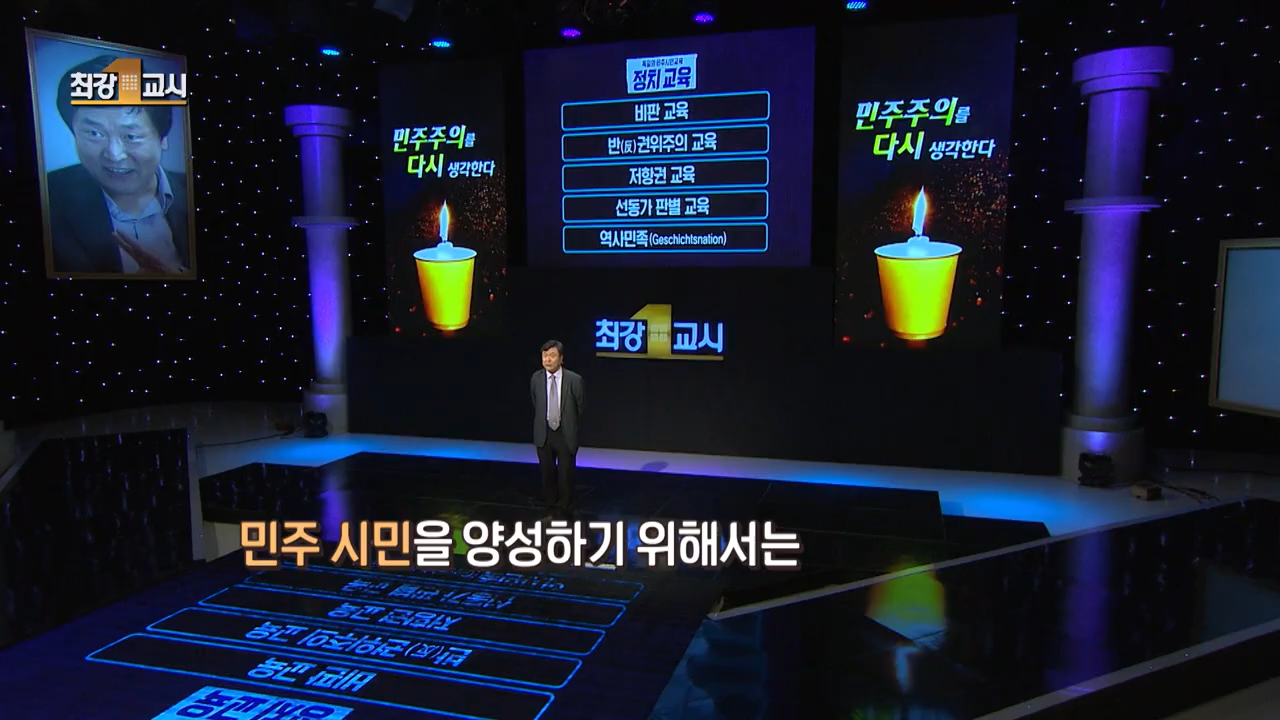 최강1교시
독일의 민주시민교육
정치 교육
비판 교육
반(反)권위주의 교육
저항권 교육
선동가 판별 교육
역사민족(Geschichtsnation)
민주주의를
다시 생각한다
민주주의를
다시 생각한다
최강1교시
민주 시민을 양성하기 위해서는